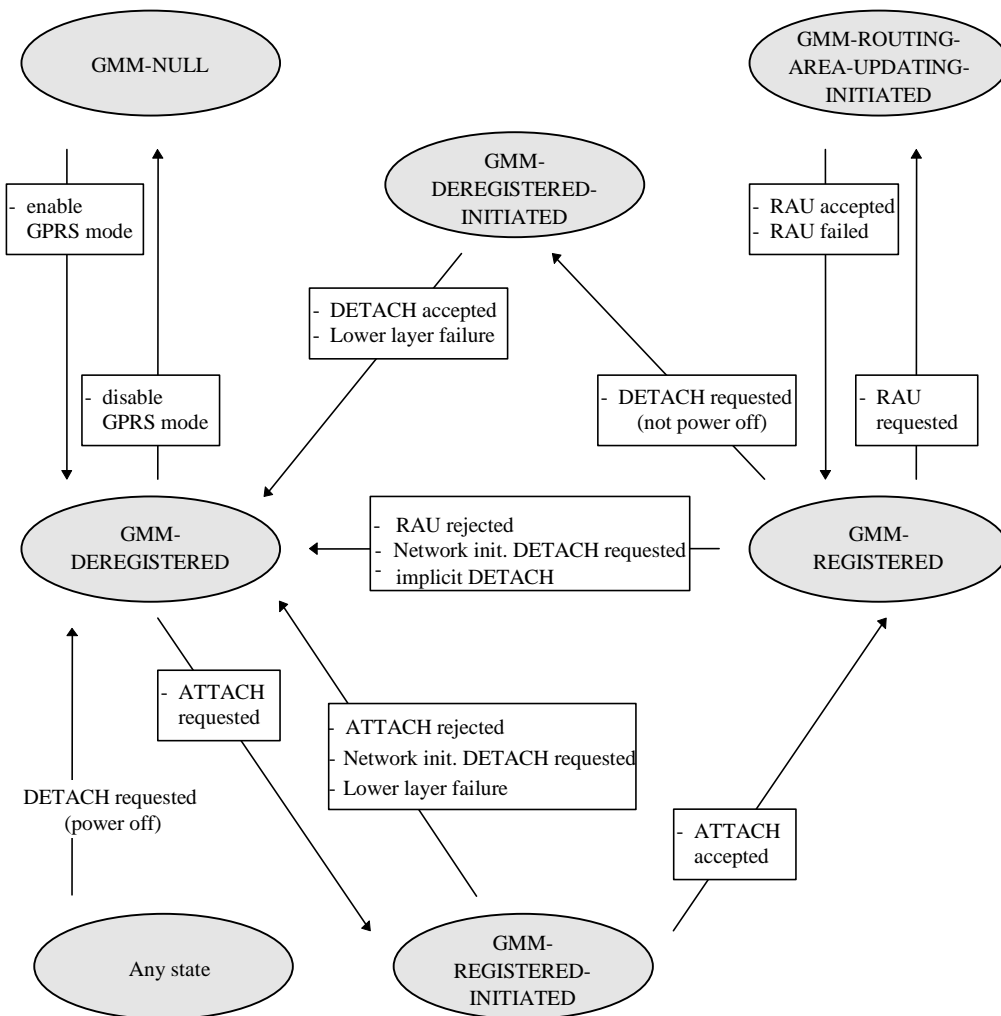 GMM-NULL
GMM-ROUTING-
AREA-UPDATING-
INITIATED
GMM-
DEREGISTERED-
INITIATED
- enable
GPRS mode
- RAU accepted
- RAU failed
- DETACH accepted
- Lower layer failure
- disable
GPRS mode
- DETACH requested
(not power off)
- RAU
requested
GMM-
DEREGISTERED
- RAU rejected
- Network init. DETACH requested
- implicit DETACH
GMM-
REGISTERED
- ATTACH
requested
- ATTACH rejected
- Network init. DETACH requested
- Lower layer failure
DETACH requested
(power off)
- ATTACH
accepted
Any state
GMM-
REGISTERED-
INITIATED